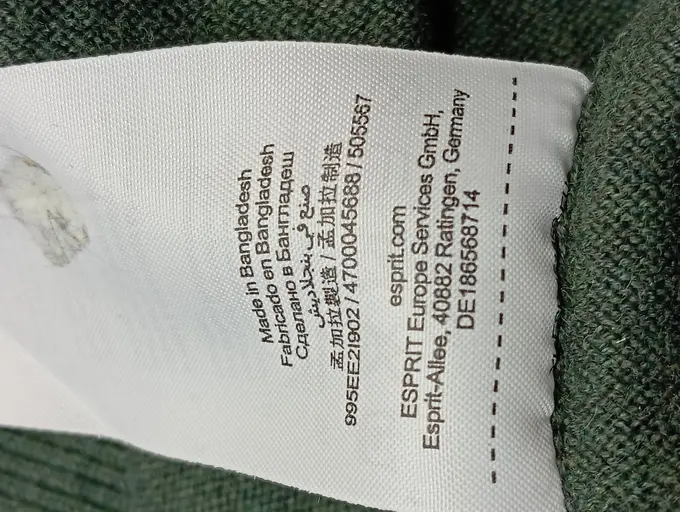 Made in Bangladesh
Fabricado en Bangladesh
Сделано в Бангладеш
صنع في بنجلاديش
孟加拉製造 / 孟加拉制造
995EE2I902 / 4700045688 / 505567
esprit.com
ESPRIT Europe Services GmbH,
Esprit-Allee, 40882 Ratingen, Germany
DE186568714